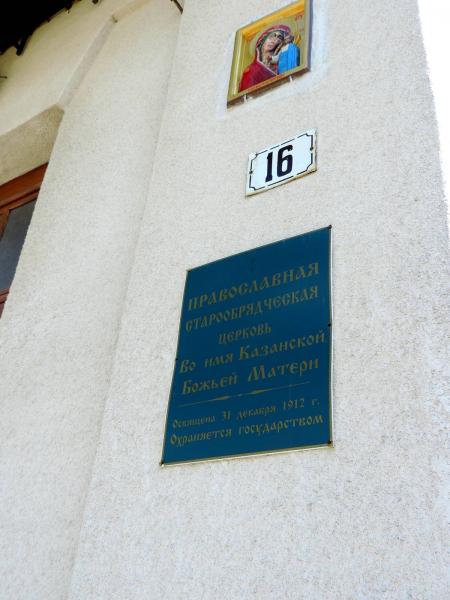 16
ПРАВОСЛАВНАЯ
СТАРООБРЯДЧЕСКАЯ
ЦЕРКОВЬ
Во имя Казанской
Божьей Матери
Освящена 31 декабря 1912 г.
Охраняется государством